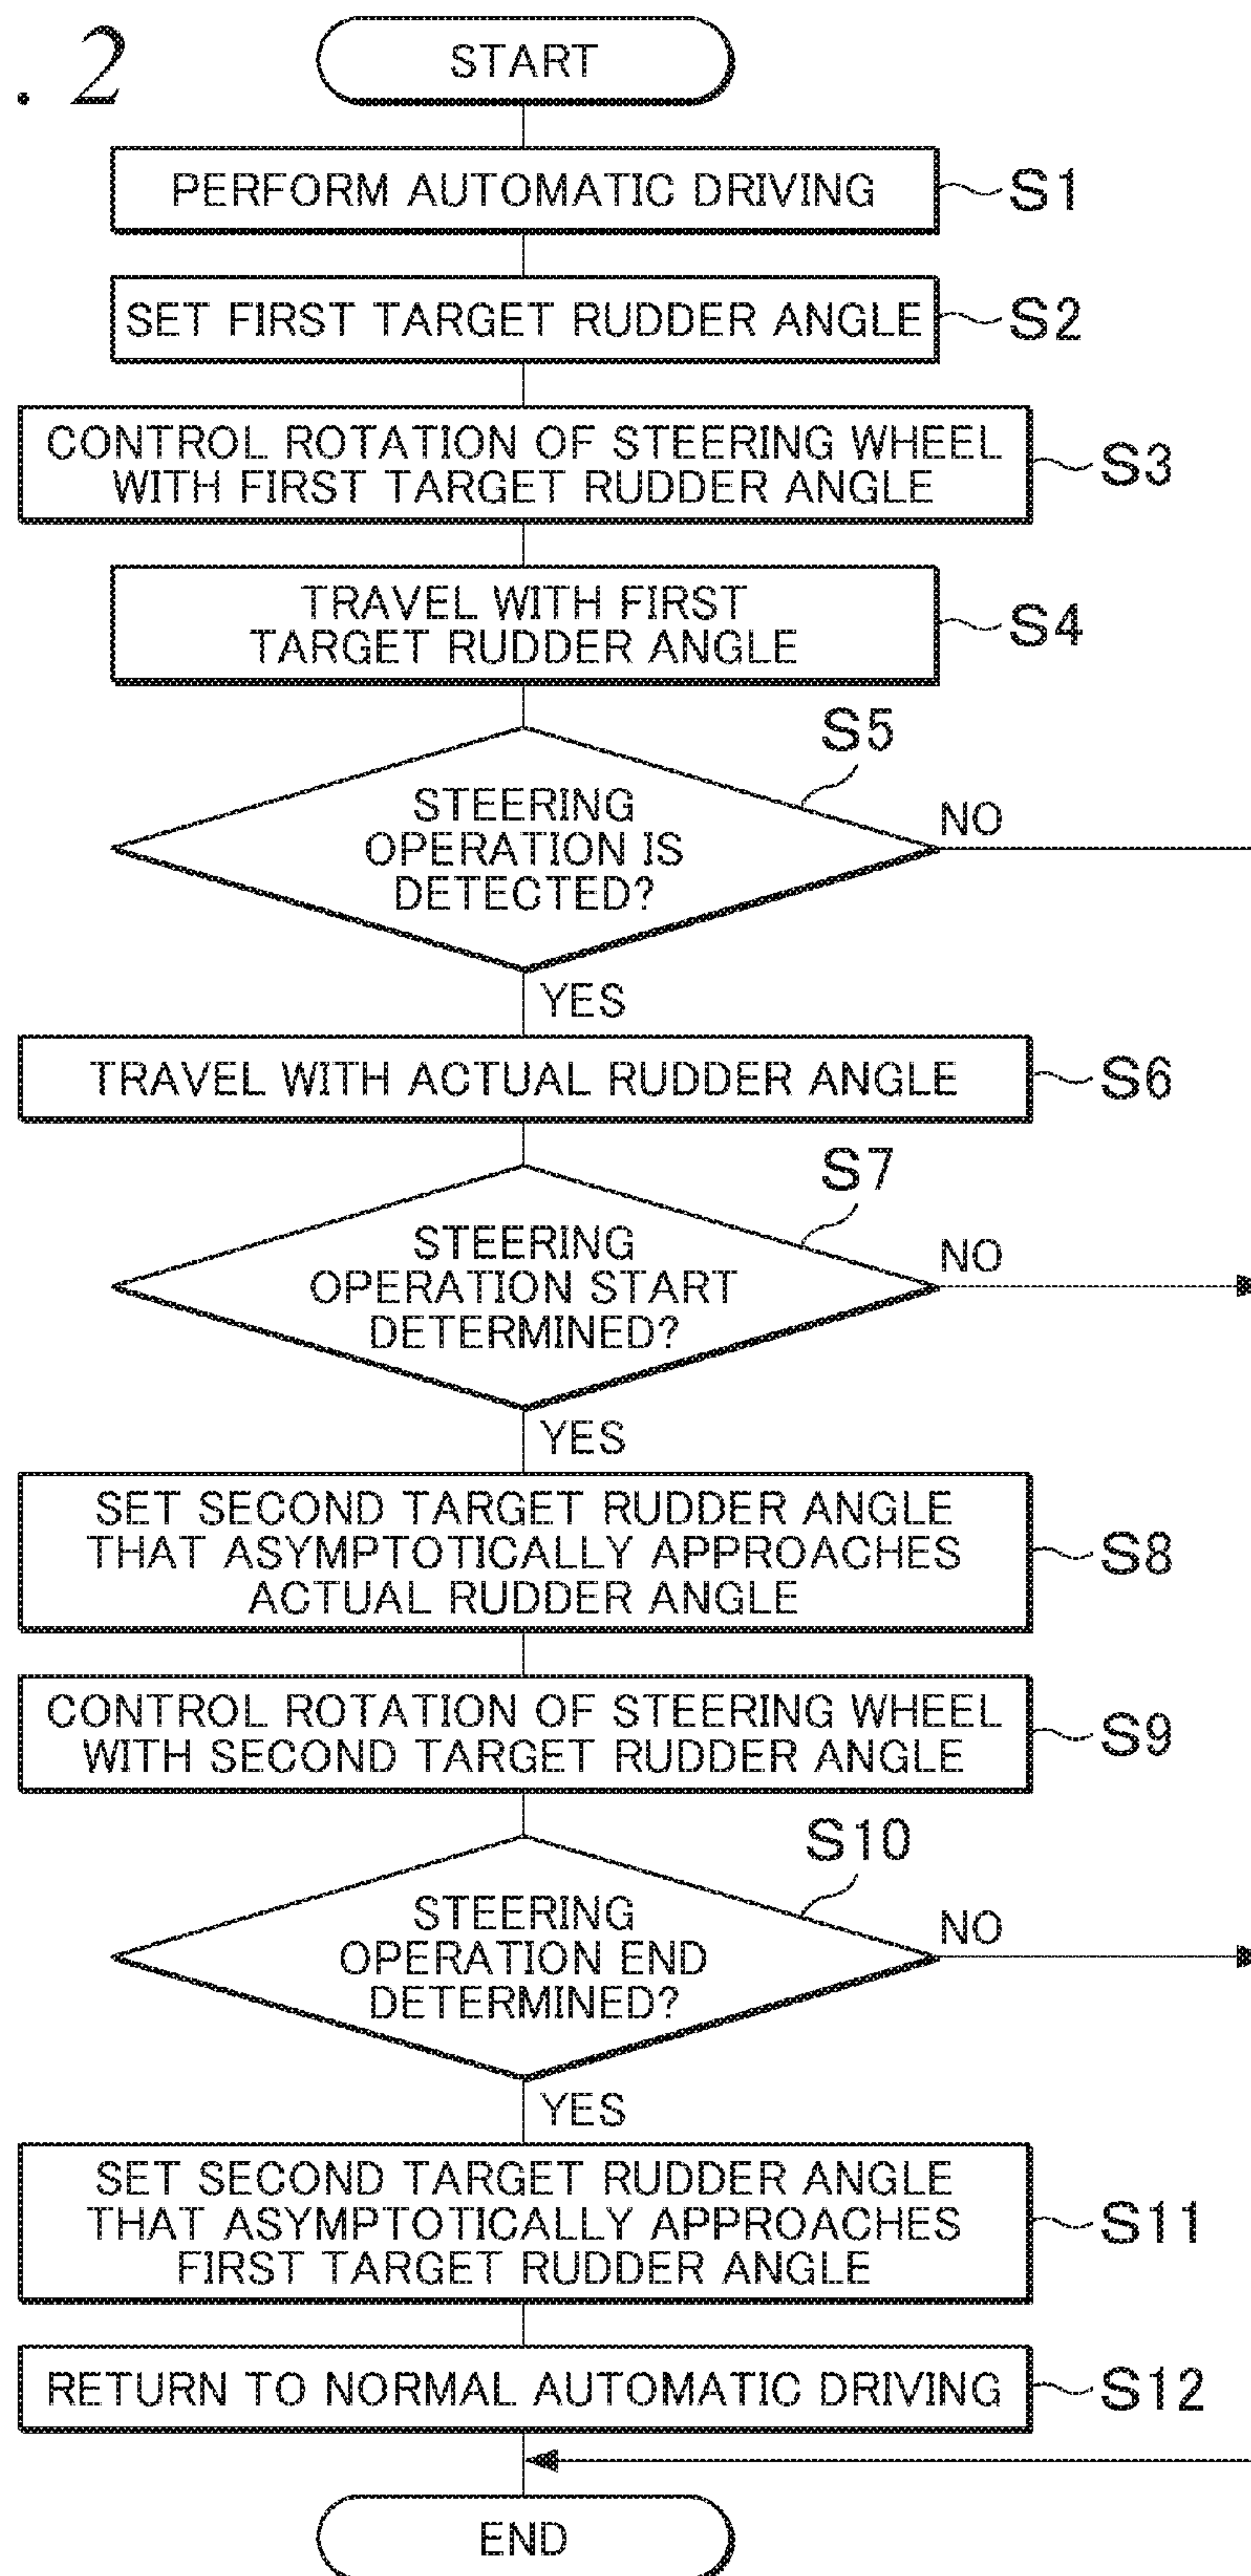 . 2
START
PERFORM AUTOMATIC DRIVING
S1
SET FIRST TARGET RUDDER ANGLE
S2
CONTROL ROTATION OF STEERING WHEEL
WITH FIRST TARGET RUDDER ANGLE
S3
TRAVEL WITH FIRST
TARGET RUDDER ANGLE
S4
S5
STEERING
OPERATION IS
DETECTED?
NO
YES
TRAVEL WITH ACTUAL RUDDER ANGLE
S6
S7
STEERING
OPERATION START
DETERMINED?
NO
YES
SET SECOND TARGET RUDDER ANGLE
THAT ASYMPTOTICALLY APPROACHES
ACTUAL RUDDER ANGLE
S8
CONTROL ROTATION OF STEERING WHEEL
WITH SECOND TARGET RUDDER ANGLE
S9
S10
STEERING
OPERATION END
DETERMINED?
NO
YES
SET SECOND TARGET RUDDER ANGLE
THAT ASYMPTOTICALLY APPROACHES
FIRST TARGET RUDDER ANGLE
S11
RETURN TO NORMAL AUTOMATIC DRIVING
S12
END